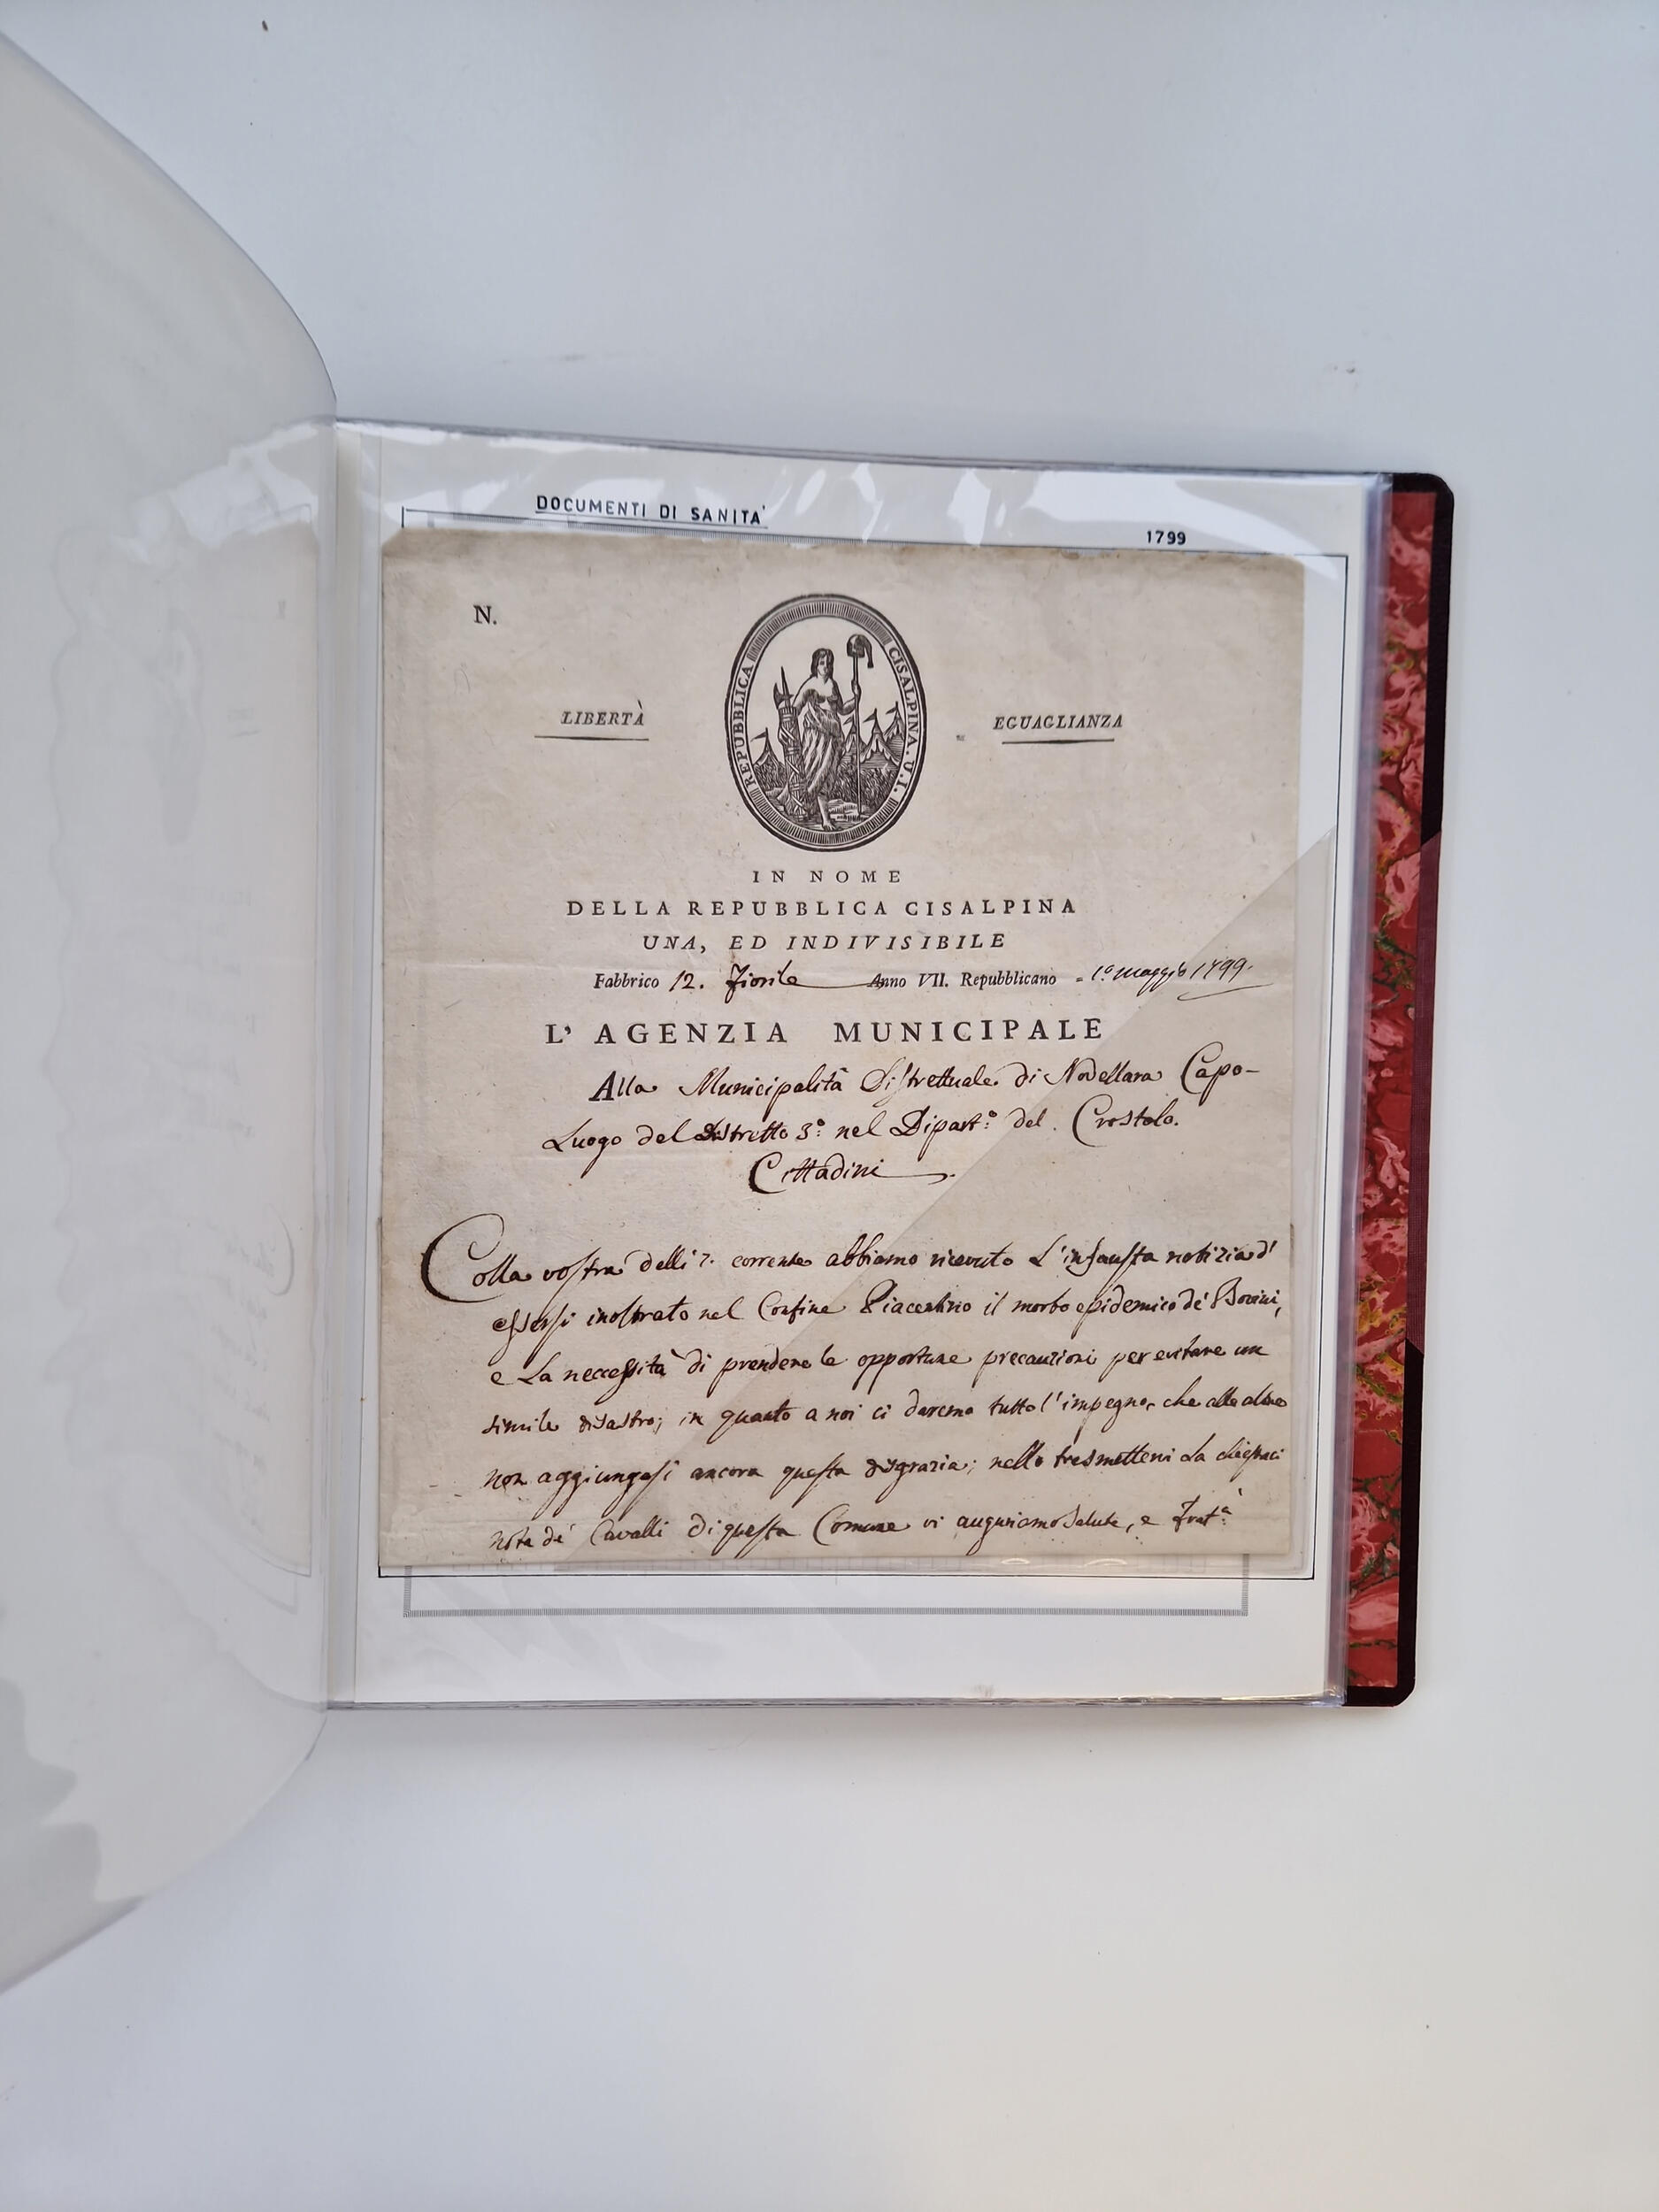 DOCUMENTI DI SANITA'
1799
N.
REPUBBLICA CISALPINA. U. I.
LIBERTÀ
EGUAGLIANZA
IN NOME
DELLA REPUBBLICA CISALPINA
UNA, ED INDIVISIBILE
Fabbrico 12. Fiorile Anno VII. Repubblicano = 1.º maggio 1799.
L' AGENZIA MUNICIPALE
Alla Municipalità Distrettuale di Novellara Capo-
Luogo del Distretto 3.º nel Dipart.º del Crostolo.
Cittadini
Colla vostra delli 7. corrente abbiamo ricevuto L'infausta notizia d'
essersi inoltrato nel Confine Piacentino il morbo epidemico de' Bovini,
e La neccessità di prendere le opportune precauzioni per evitare un
simile disastro; in quanto a noi ci daremo tutto l'impegno, che alle altre
non aggiungasi ancora questa disgrazia; nello trasmettervi La
nota de' Cavalli di questa Comune vi auguriamo Salute, e Frat.à